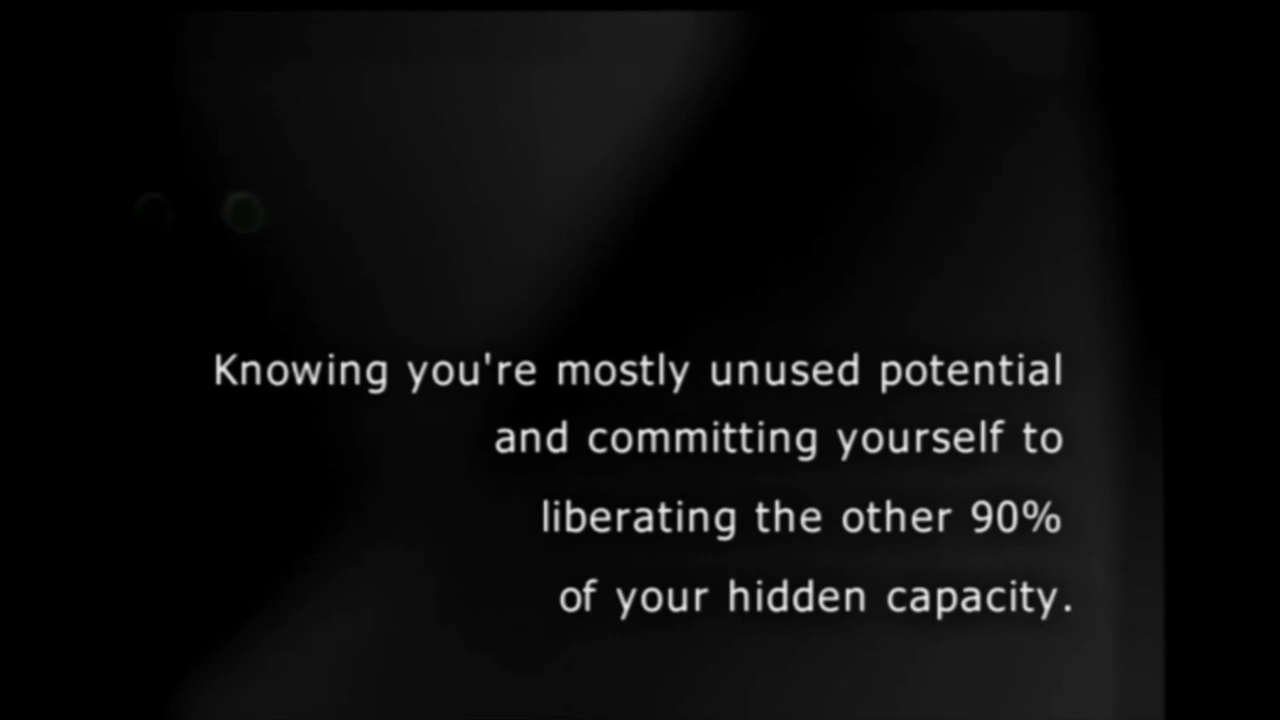 Knowing you're mostly unused potential
and committing yourself to
liberating the other 90%
of your hidden capacity.